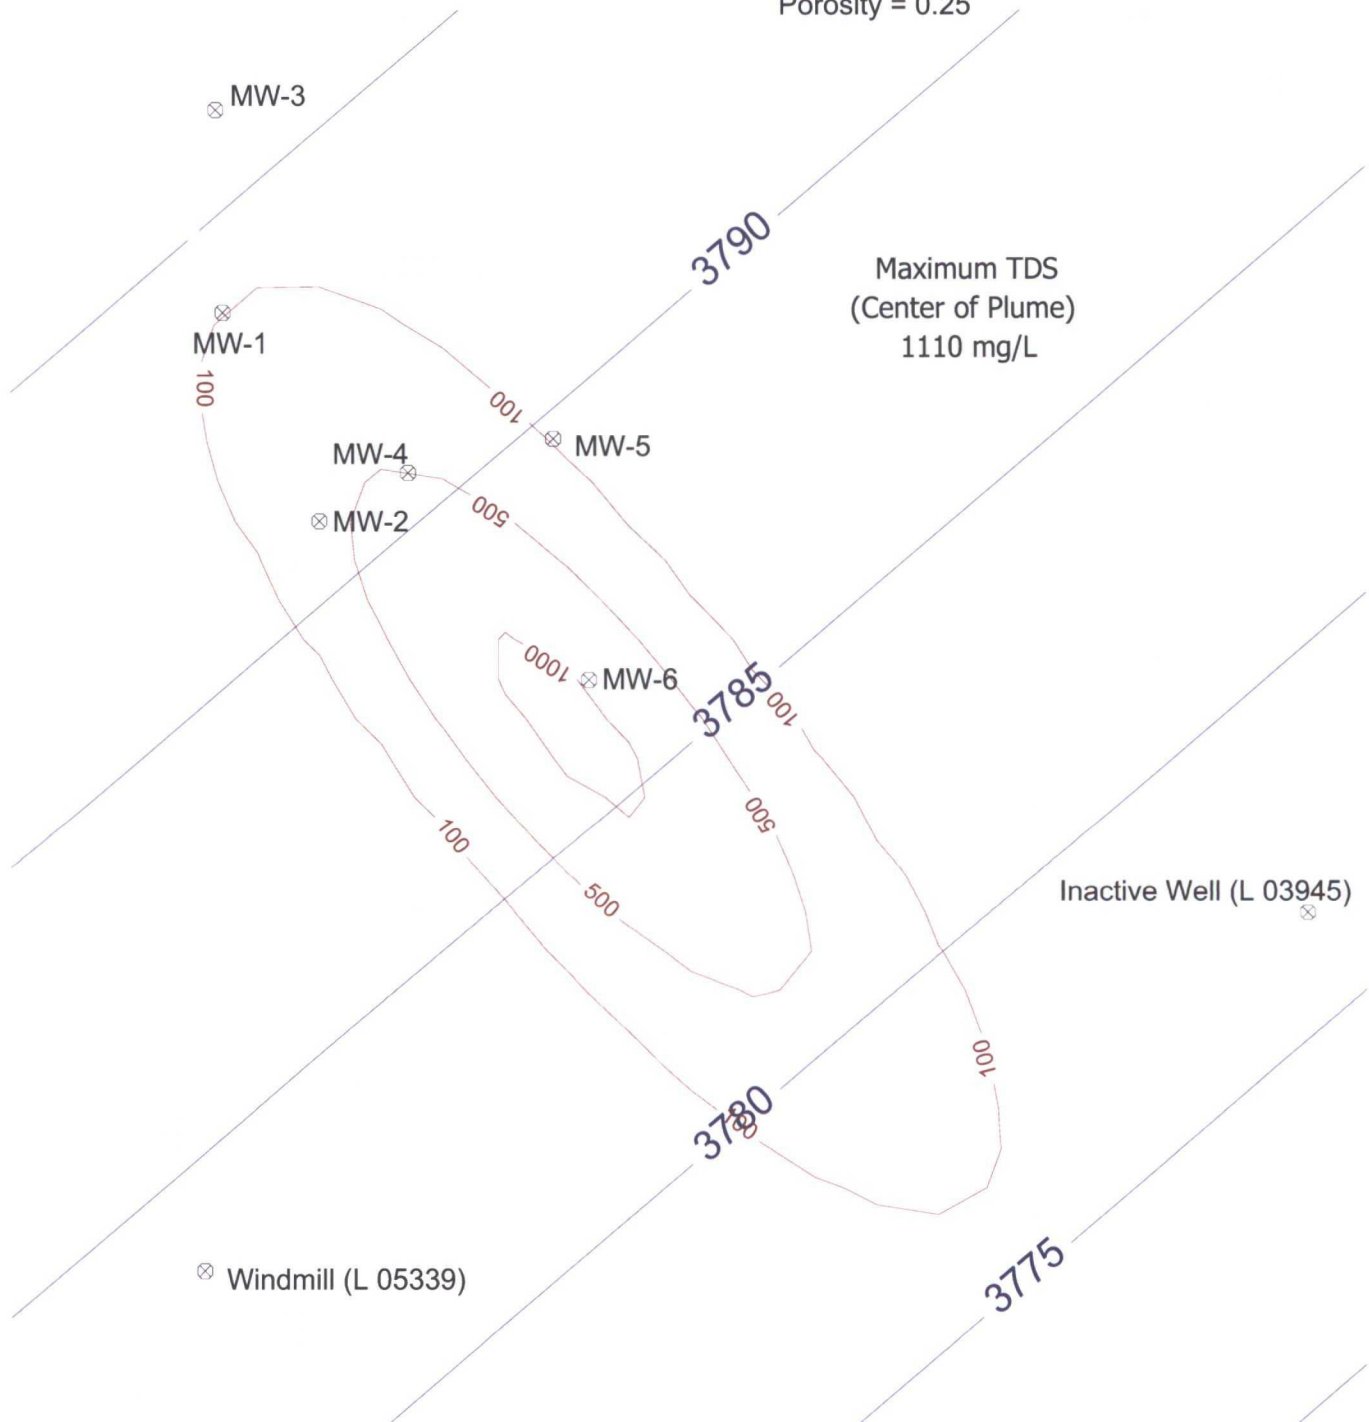 Porosity = 0.25
MW-3
3790
Maximum TDS
(Center of Plume)
1110 mg/L
MW-1
100
100
MW-4
MW-5
500
MW-2
1000
MW-6
3785
100
500
100
500
Inactive Well (L 03945)
100
3780
100
Windmill (L 05339)
3775